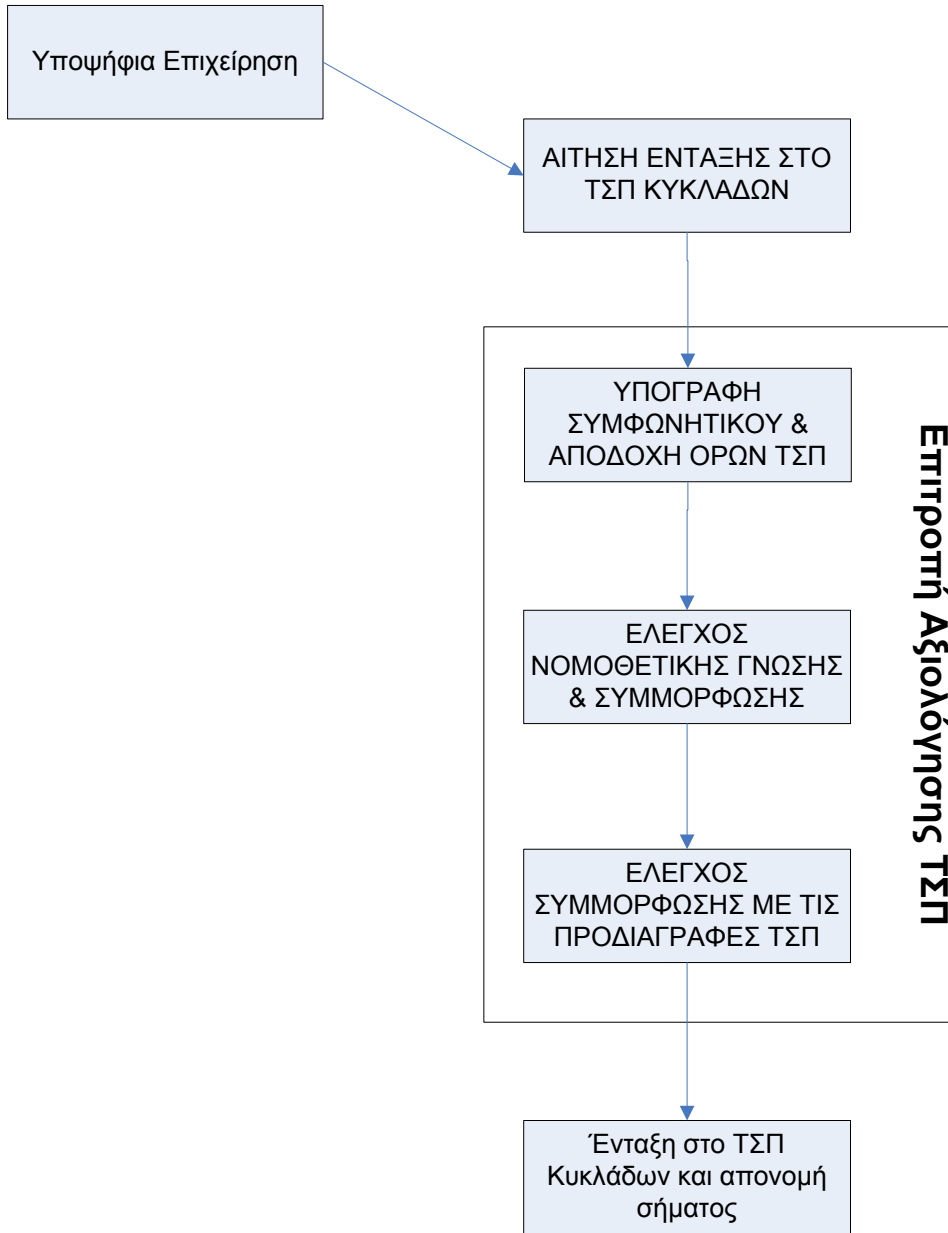 Υποψήφια Επιχείρηση
ΑΙΤΗΣΗ ΕΝΤΑΞΗΣ ΣΤΟ
ΤΣΠ ΚΥΚΛΑΔΩΝ
ΥΠΟΓΡΑΦΗ
ΣΥΜΦΩΝΗΤΙΚΟΥ &
ΑΠΟΔΟΧΗ ΟΡΩΝ ΤΣΠ
ΕΛΕΓΧΟΣ
ΝΟΜΟΘΕΤΙΚΗΣ ΓΝΩΣΗΣ
& ΣΥΜΜΟΡΦΩΣΗΣ
ΕΛΕΓΧΟΣ
ΣΥΜΜΟΡΦΩΣΗΣ ΜΕ ΤΙΣ
ΠΡΟΔΙΑΓΡΑΦΕΣ ΤΣΠ
Επιτροπή Αξιολόγησης ΤΣΠ
Ένταξη στο ΤΣΠ
Κυκλάδων και απονομή
σήματος